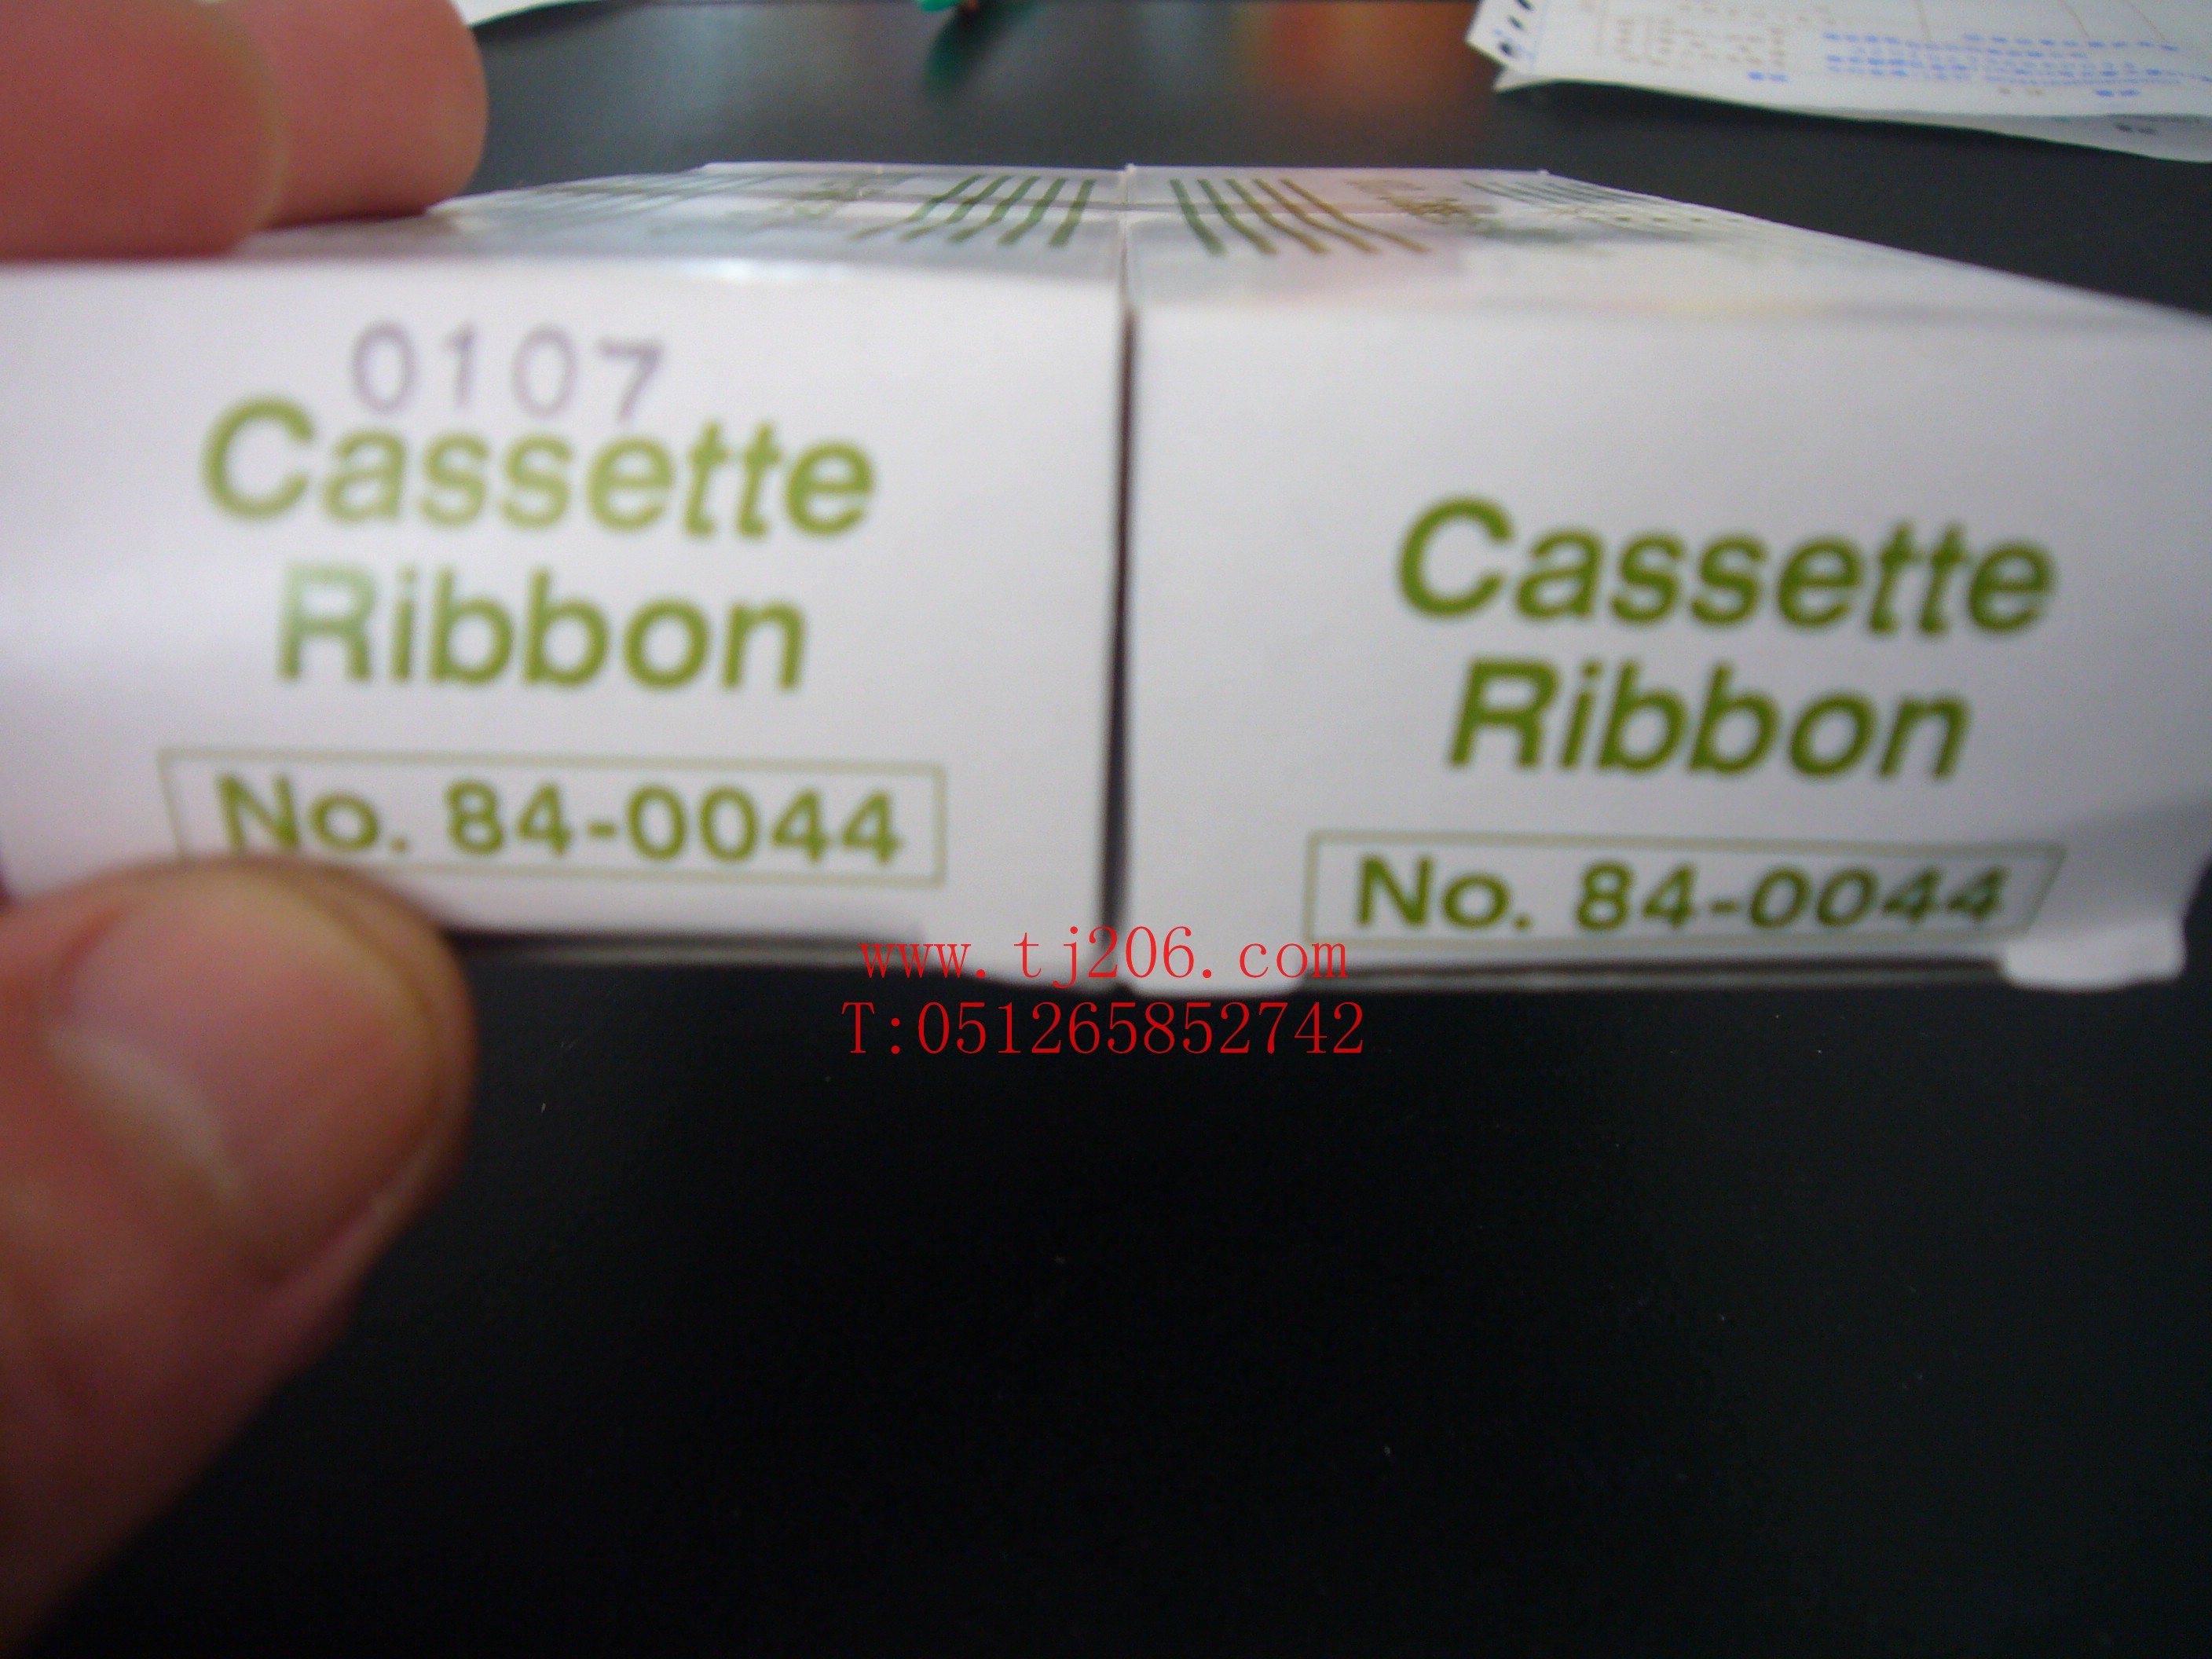 0107
Cassette
Ribbon
No. 84-0044
Cassette
Ribbon
No. 84-0044
www.tj206.com
T:051265852742